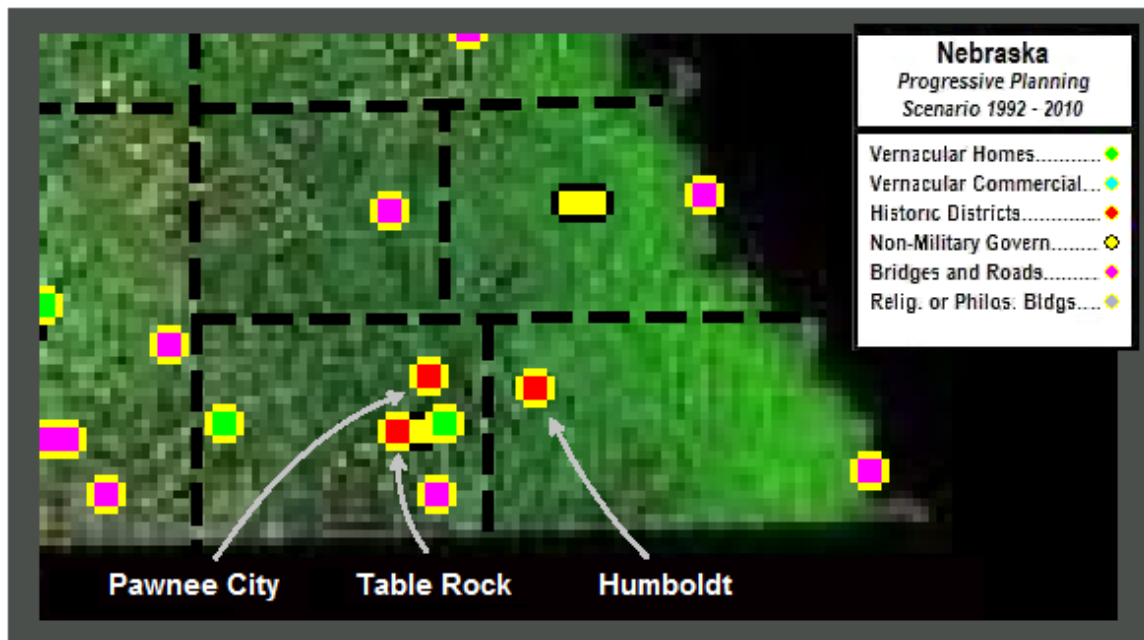 Nebraska
Progressive Planning
Scenario 1992 - 2010
Vernacular Homes...........
Vernacular Commercial...
Historic Districts..............
Non-Military Govern........
Bridges and Roads..........
Relig. or Philos. Bldgs....
Pawnee City
Table Rock
Humboldt